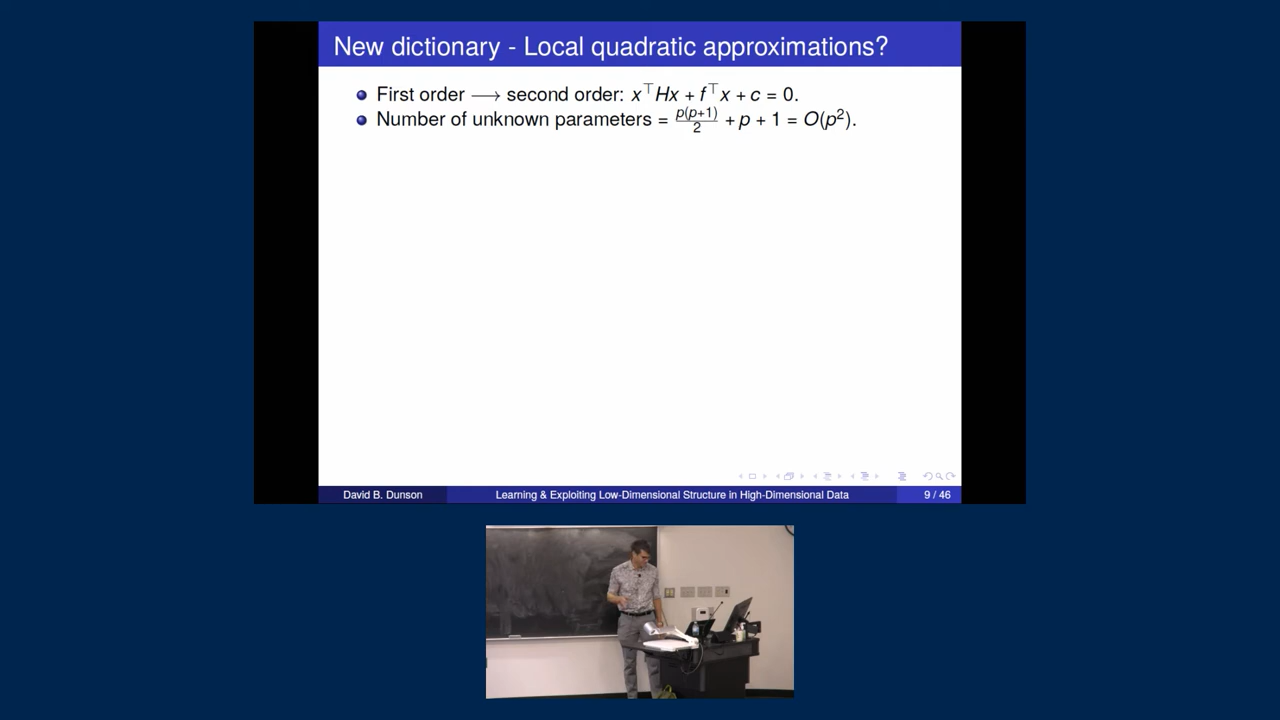 New dictionary - Local quadratic approximations?
First order ⟶ second order: x⊤Hx + f⊤x + c = 0.
Number of unknown parameters = p(p+1)/2 + p + 1 = O(p²).
David B. Dunson
Learning & Exploiting Low-Dimensional Structure in High-Dimensional Data
9 / 46